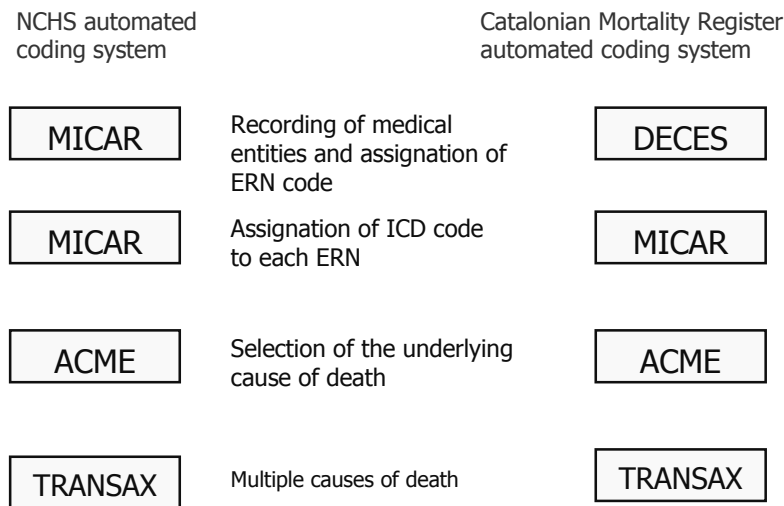 NCHS automated
coding system
Catalonian Mortality Register
automated coding system
MICAR
Recording of medical
entities and assignation of
ERN code
DECES
MICAR
Assignation of ICD code
to each ERN
MICAR
ACME
Selection of the underlying
cause of death
ACME
TRANSAX
Multiple causes of death
TRANSAX